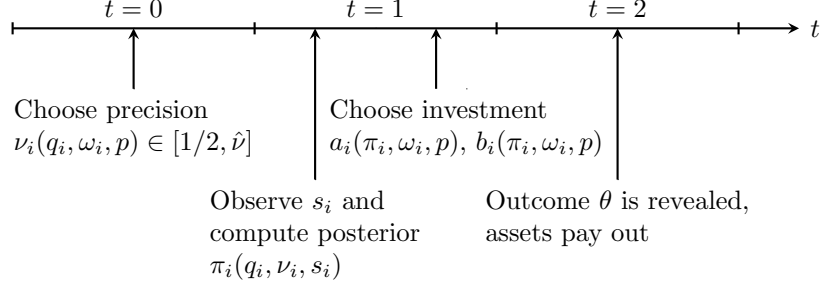 t = 0 t = 1 t = 2
t
Choose precision
ν_i(q_i, ω_i, p) ∈ [1/2, ν̂]
Choose investment
a_i(π_i, ω_i, p), b_i(π_i, ω_i, p)
Observe s_i and
compute posterior
π_i(q_i, ν_i, s_i)
Outcome θ is revealed,
assets pay out